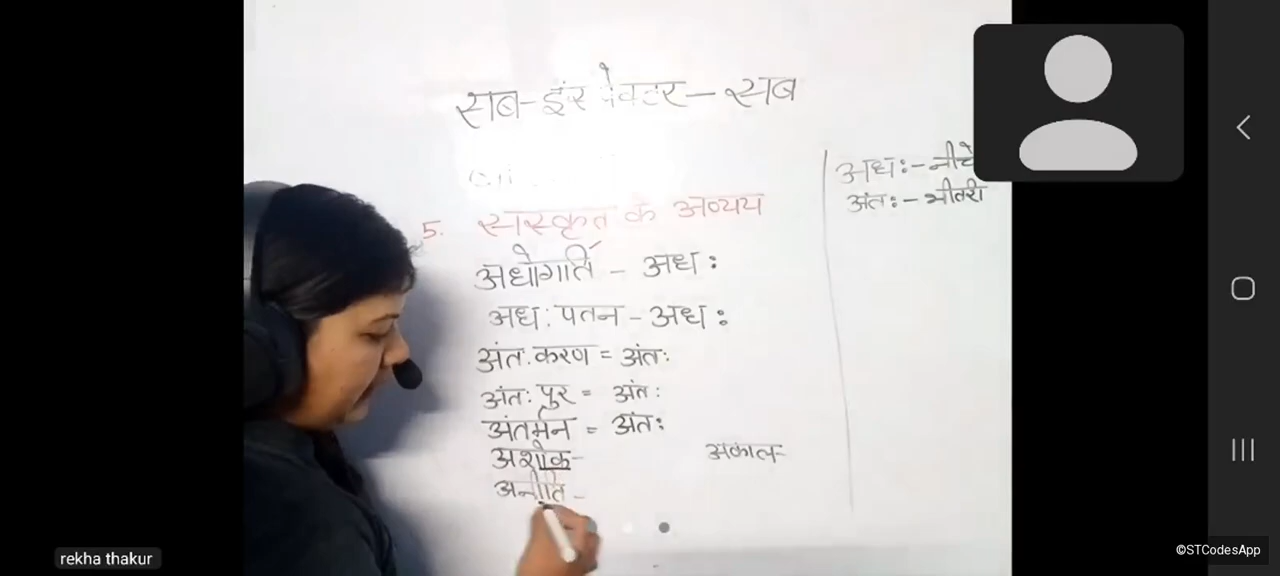 सब-इंस्पेक्टर - सब
5. संस्कृत के अव्यय
अधोगति - अध :
अध: पतन - अध :
अंत:करण = अंत:
अंत: पुर = अंत:
अंतर्मन = अंत:
अशोक-
अनीति -
अकाल-
अध: - नीचे
अंत: - भीतरी
rekha thakur
©STCodesApp